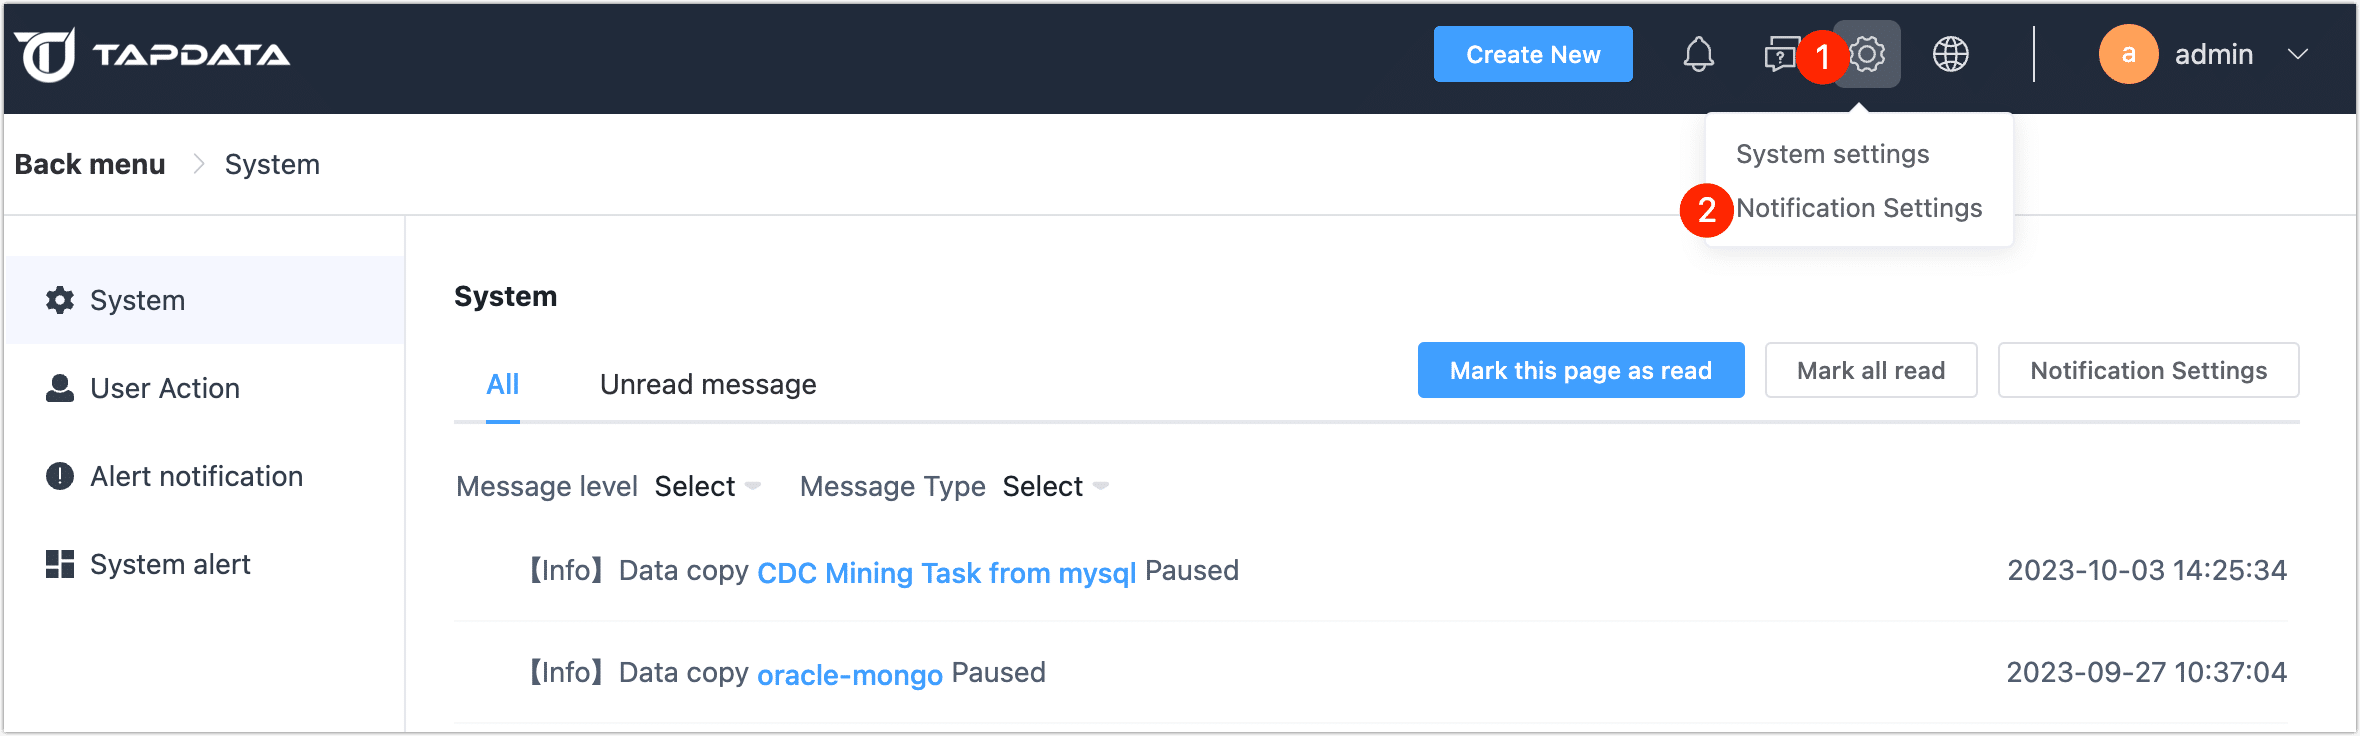 TAPDATA Create New 1 a admin
Back menu System
System settings
2 Notification Settings
System
User Action
Alert notification
System alert
System
All Unread message Mark this page as read Mark all read Notification Settings
Message level Select Message Type Select
【Info】Data copy CDC Mining Task from mysql Paused 2023-10-03 14:25:34
【Info】Data copy oracle-mongo Paused 2023-09-27 10:37:04